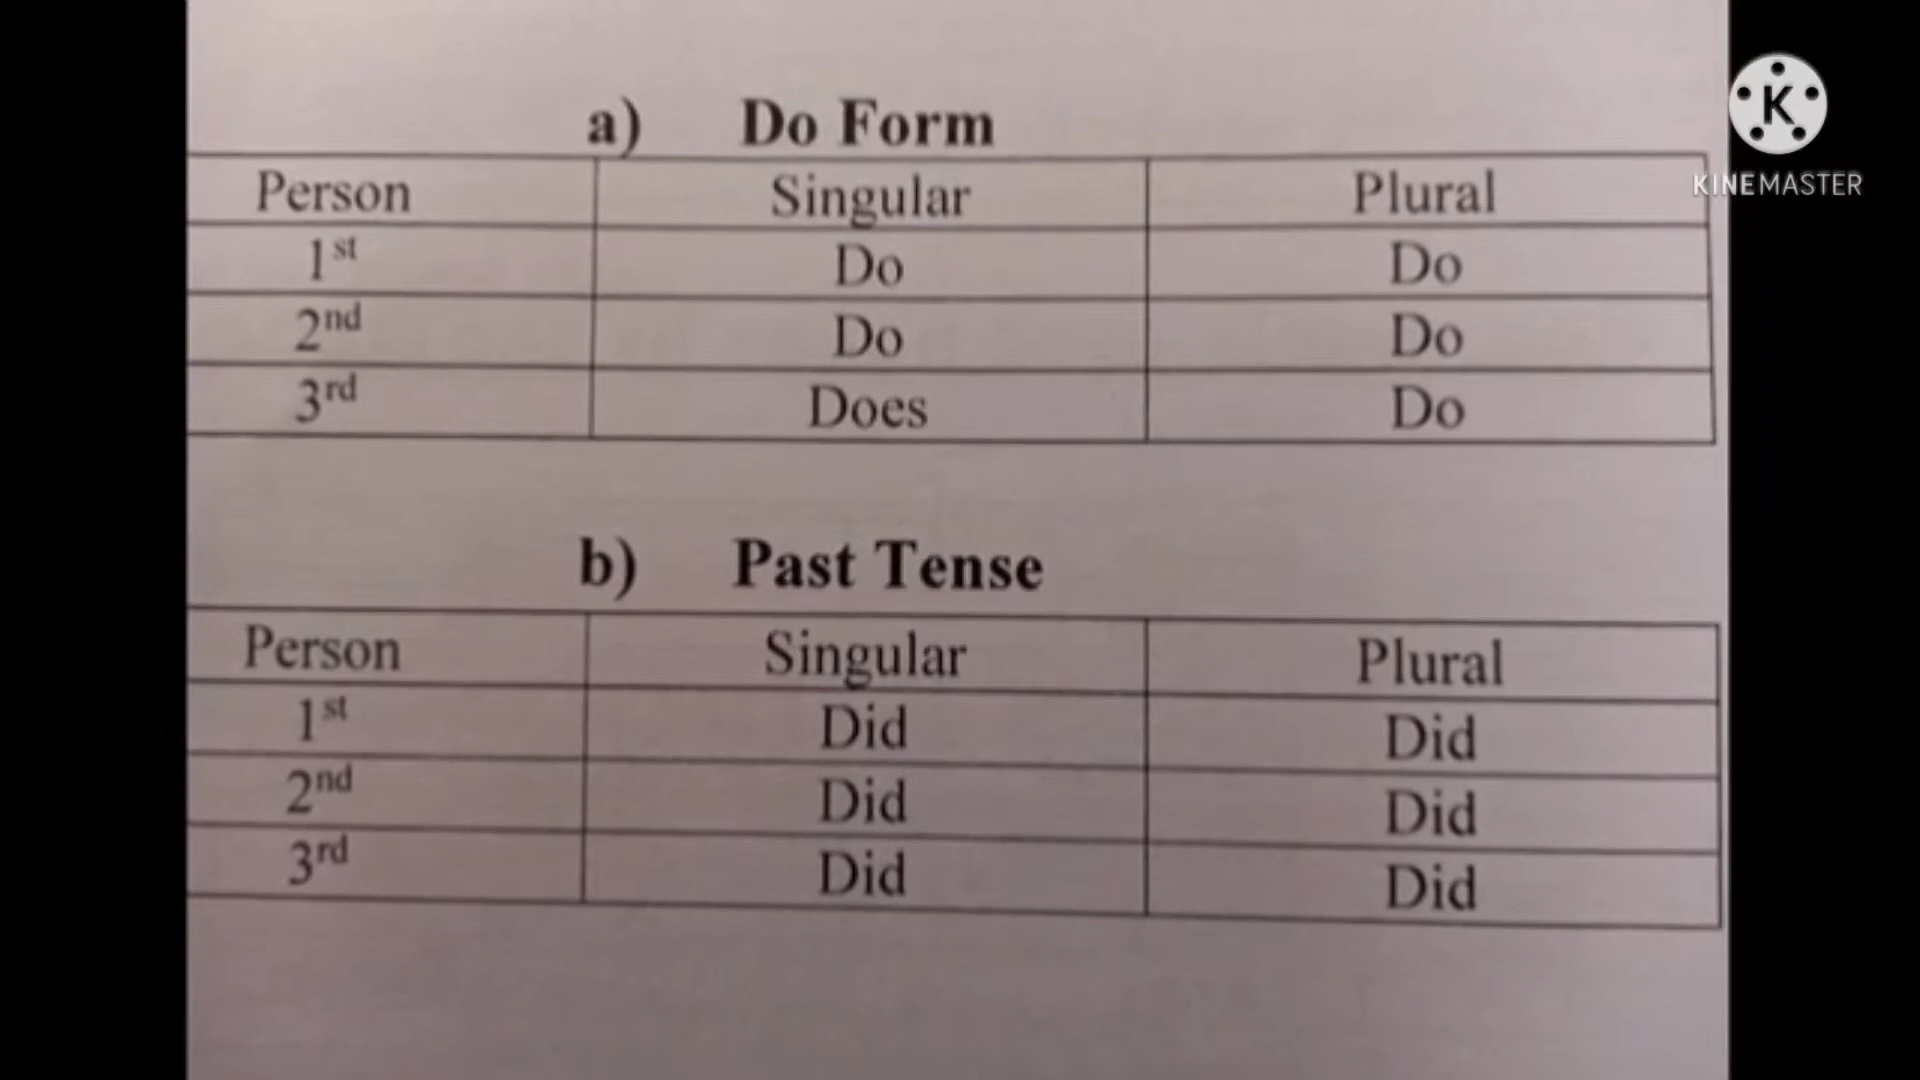 a) Do Form
Person Singular Plural
1st Do Do
2nd Do Do
3rd Does Do
b) Past Tense
Person Singular Plural
1st Did Did
2nd Did Did
3rd Did Did
K
KINEMASTER